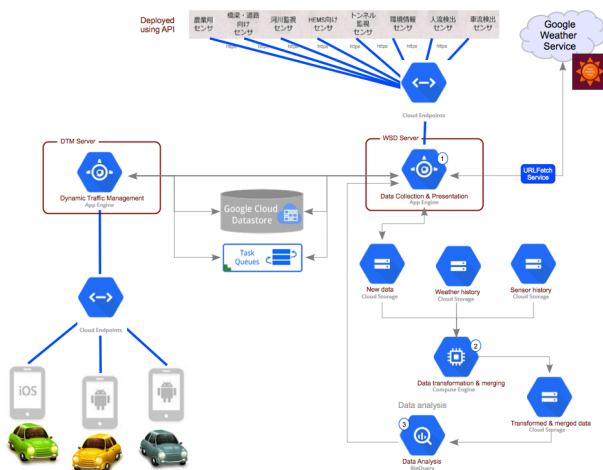 Deployed
using API
農業用
センサ
橋梁・道路
向け
センサ
河川監視
センサ
HEMS向け
センサ
トンネル
監視
センサ
環境情報
センサ
人流検出
センサ
車流検出
センサ
https
https
https
https
https
https
https
Google
Weather
Service
Cloud Endpoints
DTM Server
WSD Server
1
URLFetch
Service
Dynamic Traffic Management
App Engine
Data Collection & Presentation
App Engine
Google Cloud
Datastore
Task
Queues
New data
Cloud Storage
Weather history
Cloud Storage
Sensor history
Cloud Storage
Cloud Endpoints
2
Data transformation & merging
Compute Engine
iOS
Data analysis
3
Transformed & merged data
Cloud Storage
Data Analysis
BigQuery